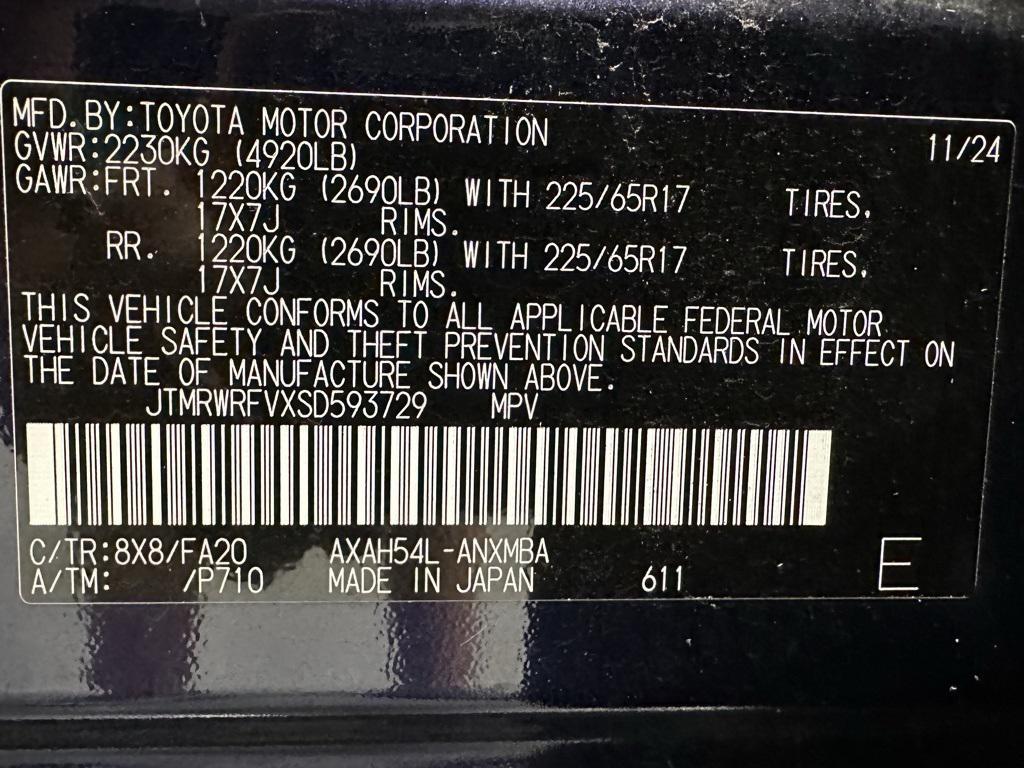 MFD.BY:TOYOTA MOTOR CORPORATION 11/24
GVWR:2230KG (4920LB)
GAWR:FRT. 1220KG (2690LB) WITH 225/65R17 TIRES.
17X7J RIMS.
RR. 1220KG (2690LB) WITH 225/65R17 TIRES.
17X7J RIMS.
THIS VEHICLE CONFORMS TO ALL APPLICABLE FEDERAL MOTOR
VEHICLE SAFETY AND THEFT PREVENTION STANDARDS IN EFFECT ON
THE DATE OF MANUFACTURE SHOWN ABOVE.
JTMRWRFVXSD593729 MPV
C/TR:8X8/FA20 AXAH54L-ANXMBA
A/TM: /P710 MADE IN JAPAN 611 E